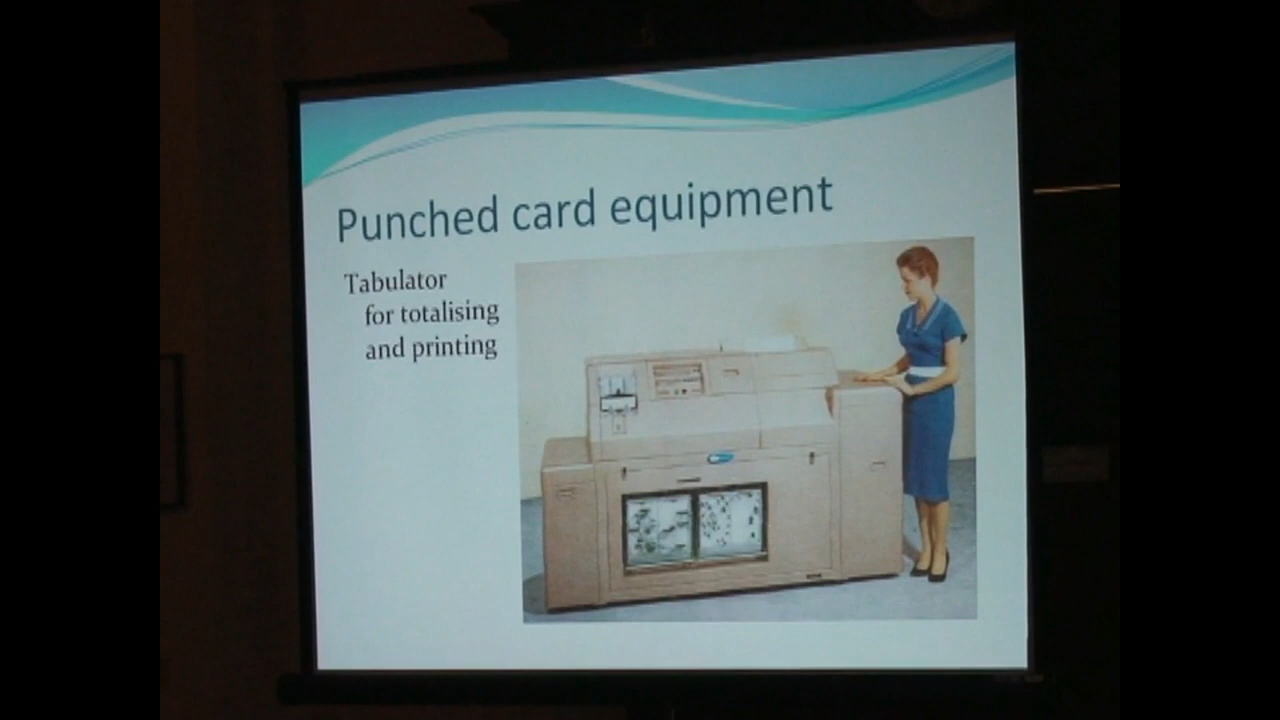 Punched card equipment
Tabulator
for totalising
and printing